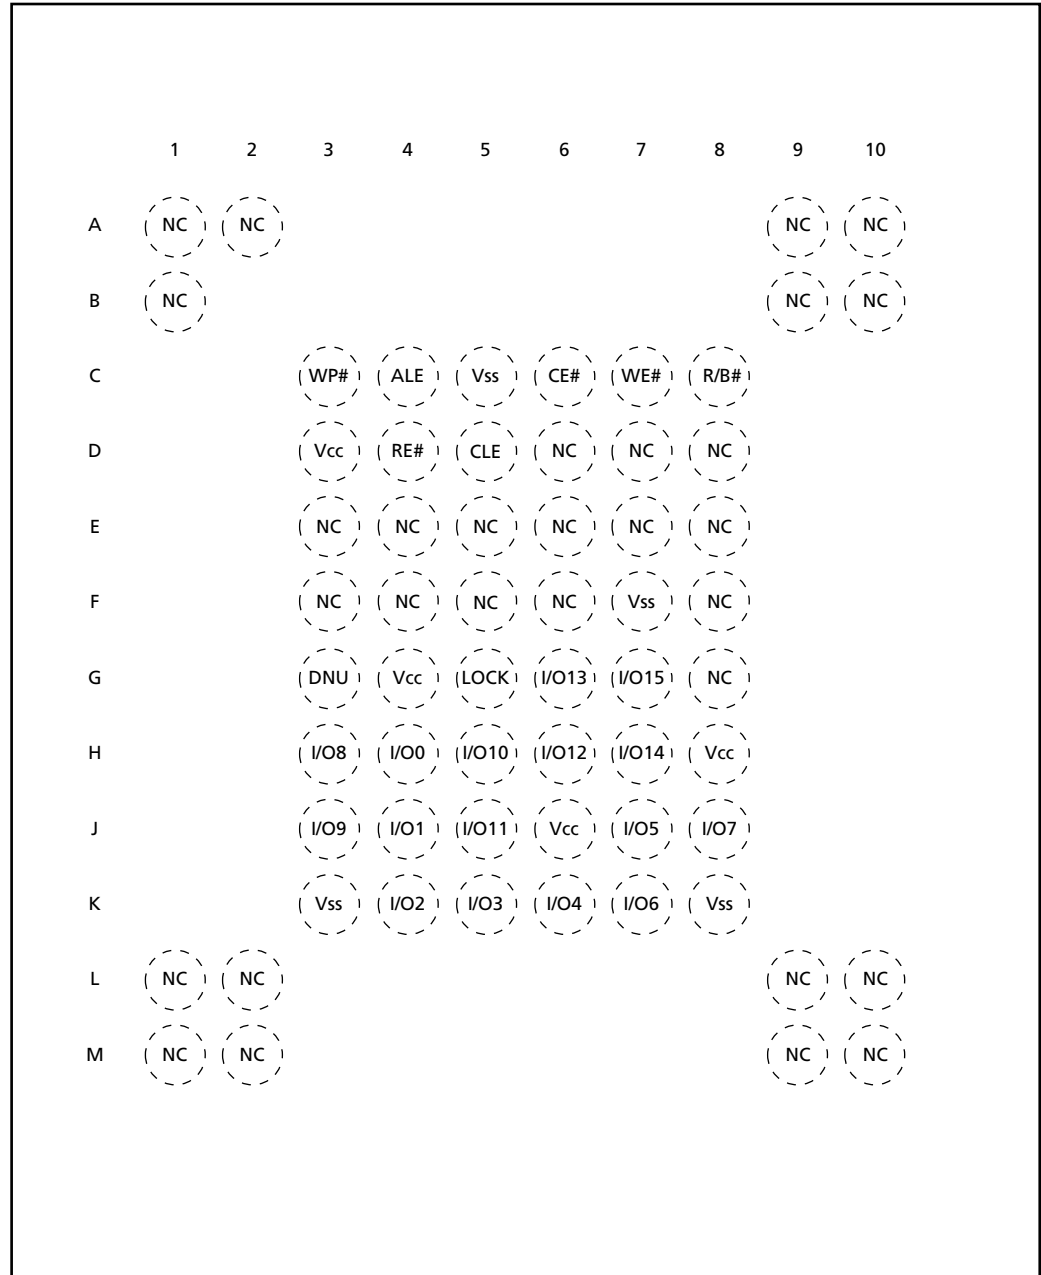 1 2 3 4 5 6 7 8 9 10
A NC NC NC NC
B NC NC NC
C WP# ALE Vss CE# WE# R/B#
D Vcc RE# CLE NC NC NC
E NC NC NC NC NC NC
F NC NC NC NC Vss NC
G DNU Vcc LOCK I/O13 I/O15 NC
H I/O8 I/O0 I/O10 I/O12 I/O14 Vcc
J I/O9 I/O1 I/O11 Vcc I/O5 I/O7
K Vss I/O2 I/O3 I/O4 I/O6 Vss
L NC NC NC NC
M NC NC NC NC